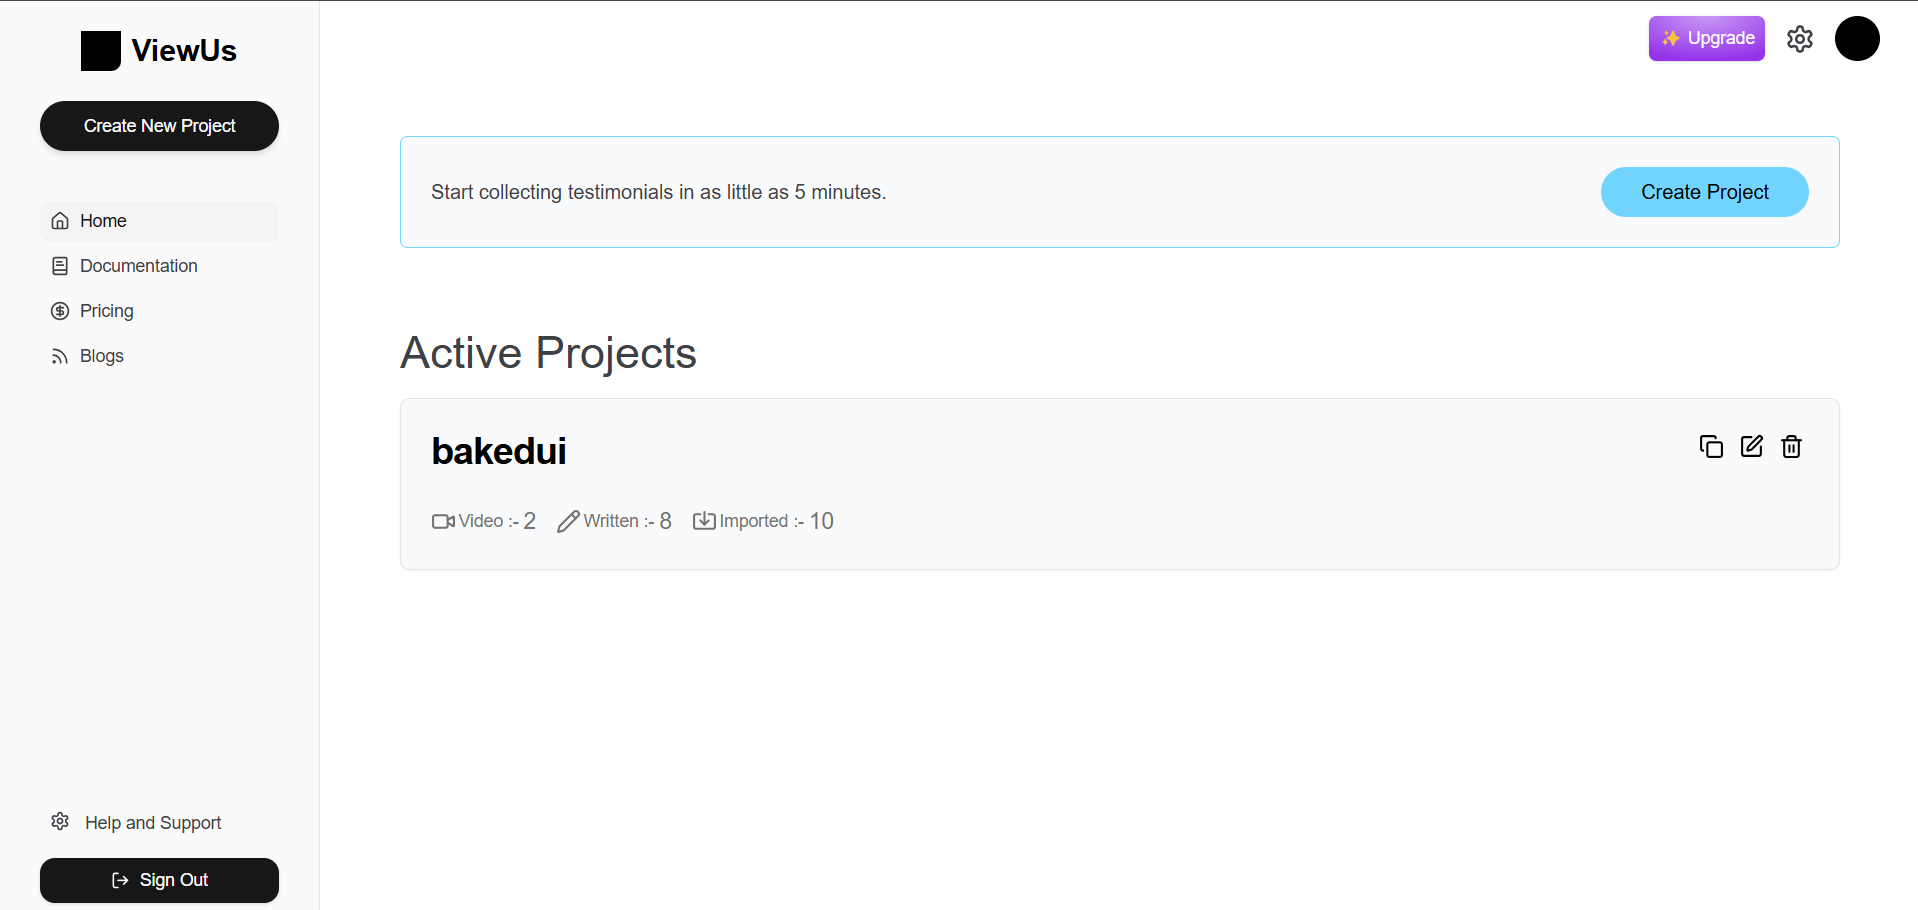 ViewUs
Create New Project
Home
Documentation
Pricing
Blogs
Help and Support
Sign Out
✨ Upgrade
Start collecting testimonials in as little as 5 minutes.
Create Project
Active Projects
bakedui
Video :- 2 Written :- 8 Imported :- 10